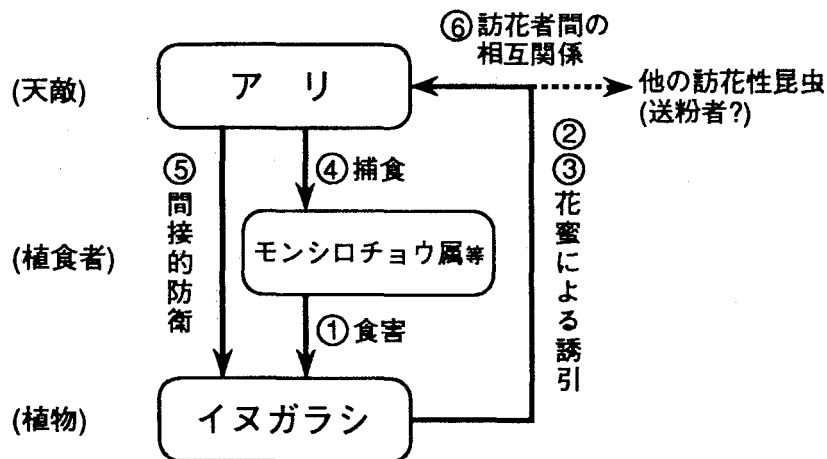 ⑥訪花者間の
相互関係
(天敵)
アリ
他の訪花性昆虫
(送粉者?)
⑤間接的防衛
④捕食
②③花蜜による誘引
(植食者)
モンシロチョウ属等
①食害
(植物)
イヌガラシ